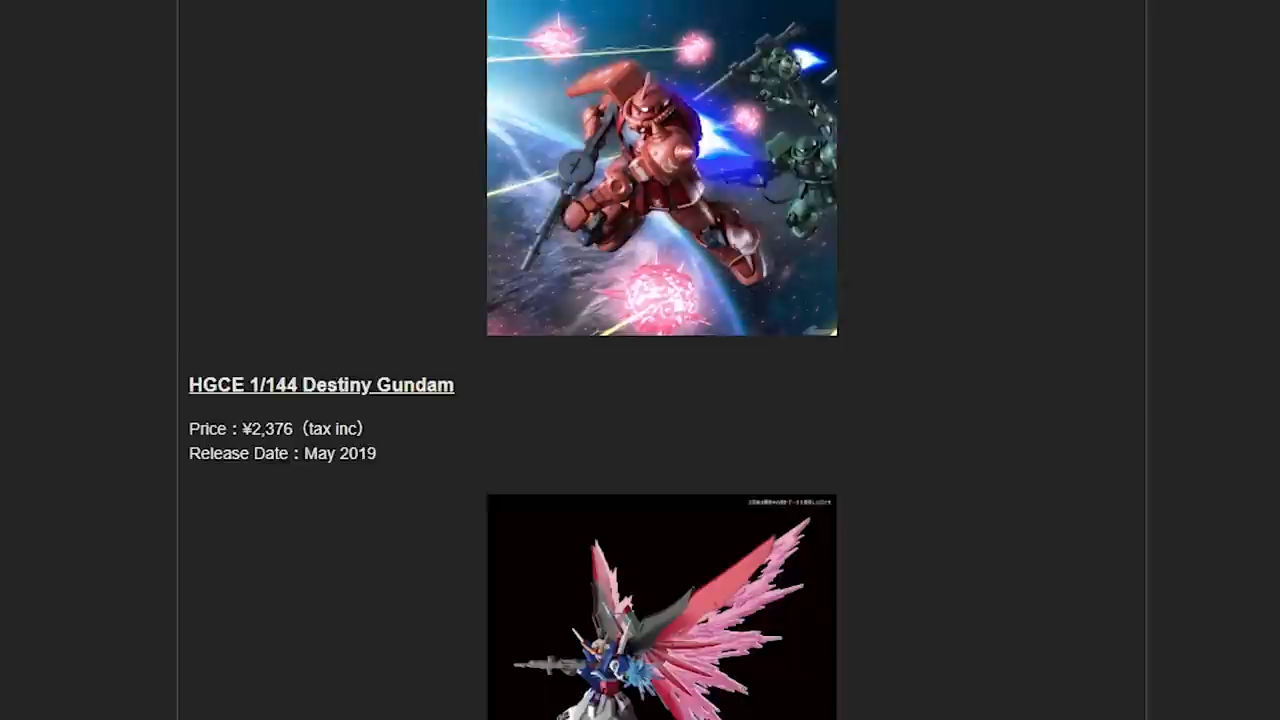 HGCE 1/144 Destiny Gundam
Price：¥2,376（tax inc）
Release Date：May 2019